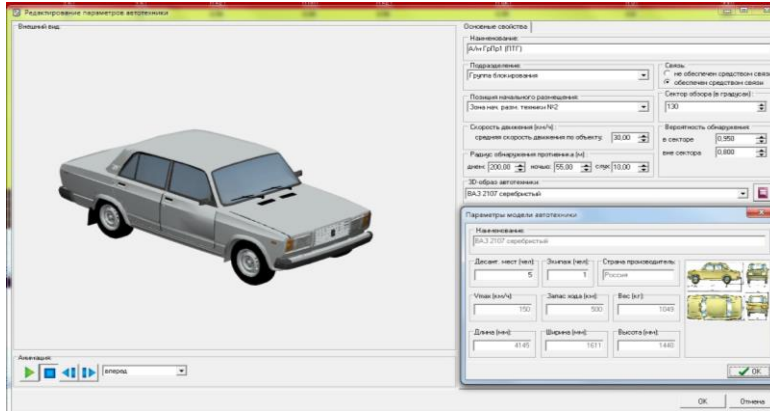 Редактирование параметров автотехники
Внешний вид:
Основные свойства
Наименование:
А/м ГрПр1 (ПТГ)
Подразделение:
Группа блокирования
Связь:
не обеспечен средством связи
обеспечен средством связи
Позиция начального размещения:
Зона нач. разм. техники №2
Сектор обзора (в градусах):
130
Скорость движения (км/ч):
средняя скорость движения по объекту: 30,00
Вероятность обнаружения
в секторе 0,950
вне сектора 0,800
Радиус обнаружения противника (м):
днем: 200,00 ночью: 55,00 слух: 10,00
3D-образ автотехники
ВАЗ 2107 серебристый
Параметры модели автотехники
Наименование:
ВАЗ 2107 серебристый
Десант. мест (чел): Экипаж (чел): Страна производитель:
5 1 Россия
Vmax (км/ч): Запас хода (км): Вес (кг):
150 500 1049
Длина (мм): Ширина (мм): Высота (мм):
4145 1611 1440
OK
Анимация:
вперед
OK Отмена